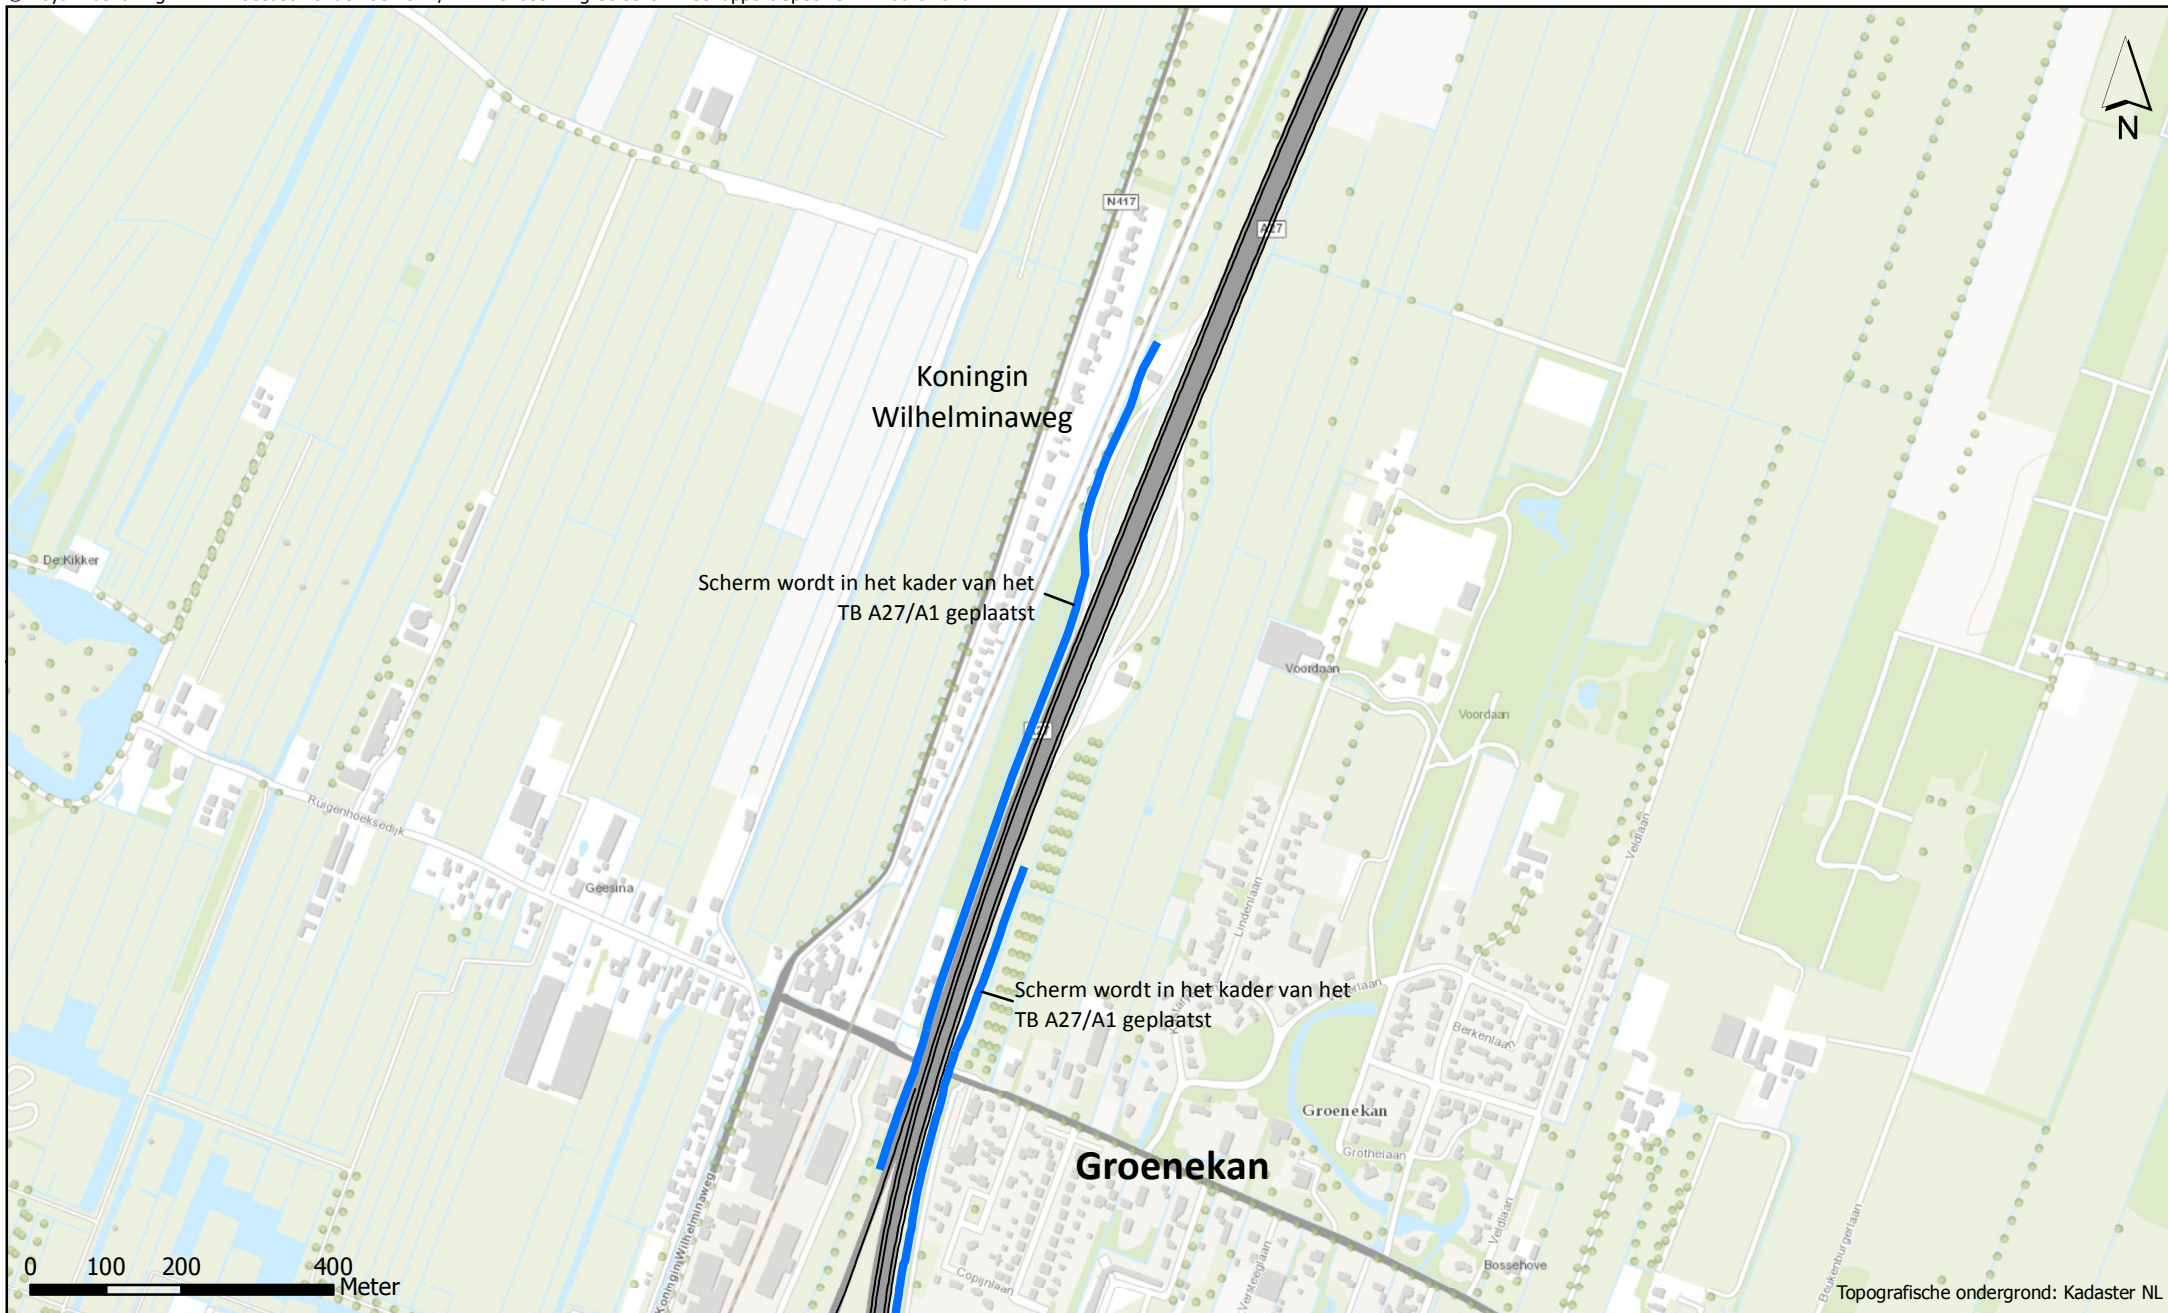 N417
A27
Koningin
Wilhelminaweg
De Kikker
Scherm wordt in het kader van het
TB A27/A1 geplaatst
Voordaan
Voordaan
Ruigenhoeksedijk
Geesina
Veldlaan
Lindenlaan
Scherm wordt in het kader van het
TB A27/A1 geplaatst
Berkenlaan
Groenekan
Groenekan
Grothelaan
Koningin Wilhelminaweg
Veldlaan
Copijnlaan
Versteeglaan
Bossehove
Beukenburgerlaan
0 100 200 400
Meter
Topografische ondergrond: Kadaster NL
N